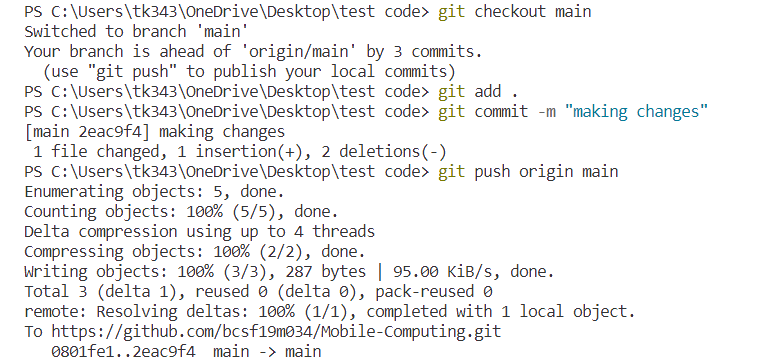 PS C:\Users\tk343\OneDrive\Desktop\test code> git checkout main
Switched to branch 'main'
Your branch is ahead of 'origin/main' by 3 commits.
  (use "git push" to publish your local commits)
PS C:\Users\tk343\OneDrive\Desktop\test code> git add .
PS C:\Users\tk343\OneDrive\Desktop\test code> git commit -m "making changes"
[main 2eac9f4] making changes
 1 file changed, 1 insertion(+), 2 deletions(-)
PS C:\Users\tk343\OneDrive\Desktop\test code> git push origin main
Enumerating objects: 5, done.
Counting objects: 100% (5/5), done.
Delta compression using up to 4 threads
Compressing objects: 100% (2/2), done.
Writing objects: 100% (3/3), 287 bytes | 95.00 KiB/s, done.
Total 3 (delta 1), reused 0 (delta 0), pack-reused 0
remote: Resolving deltas: 100% (1/1), completed with 1 local object.
To https://github.com/bcsf19m034/Mobile-Computing.git
   0801fe1..2eac9f4  main -> main